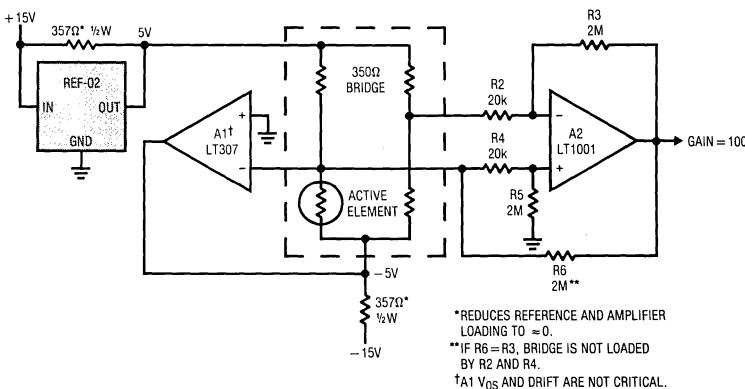 +15V
357Ω* ½W
5V
REF-02
IN
OUT
GND
A1†
LT307
+
−
350Ω
BRIDGE
ACTIVE
ELEMENT
−5V
357Ω*
½W
−15V
R2
20k
R4
20k
R3
2M
−
+
A2
LT1001
GAIN=100
R5
2M
R6
2M**
*REDUCES REFERENCE AND AMPLIFIER
LOADING TO ≈0.
**IF R6=R3, BRIDGE IS NOT LOADED
BY R2 AND R4.
†A1 VOS AND DRIFT ARE NOT CRITICAL.